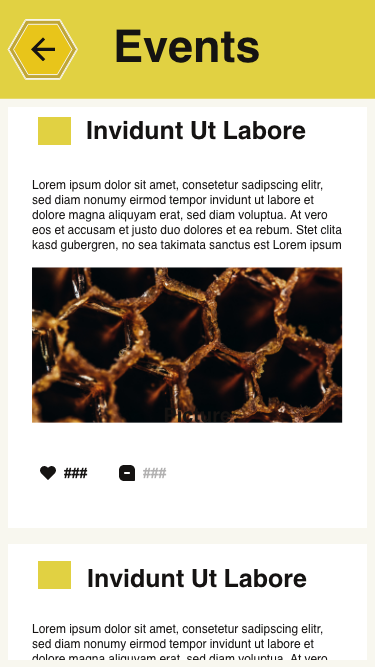 Events
Invidunt Ut Labore
Lorem ipsum dolor sit amet, consetetur sadipscing elitr,
sed diam nonumy eirmod tempor invidunt ut labore et
dolore magna aliquyam erat, sed diam voluptua. At vero
eos et accusam et justo duo dolores et ea rebum. Stet clita
kasd gubergren, no sea takimata sanctus est Lorem ipsum
Picture
### ###
Invidunt Ut Labore
Lorem ipsum dolor sit amet, consetetur sadipscing elitr,
sed diam nonumy eirmod tempor invidunt ut labore et
dolore magna aliquyam erat, sed diam voluptua. At vero